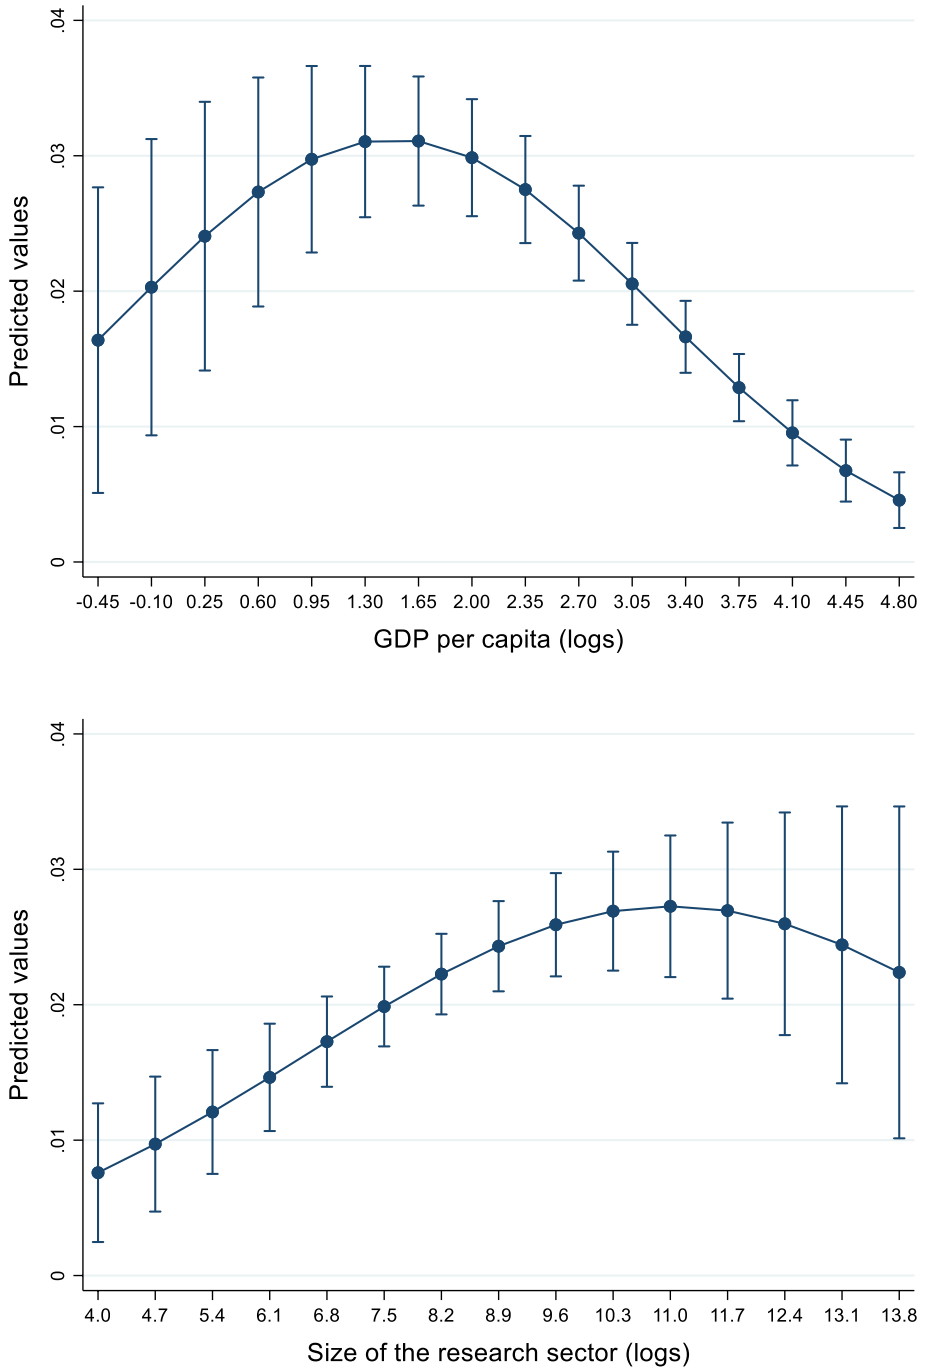 .04
.03
.02
.01
0
Predicted values
-0.45 -0.10 0.25 0.60 0.95 1.30 1.65 2.00 2.35 2.70 3.05 3.40 3.75 4.10 4.45 4.80
GDP per capita (logs)
.04
.03
.02
.01
0
Predicted values
4.0 4.7 5.4 6.1 6.8 7.5 8.2 8.9 9.6 10.3 11.0 11.7 12.4 13.1 13.8
Size of the research sector (logs)